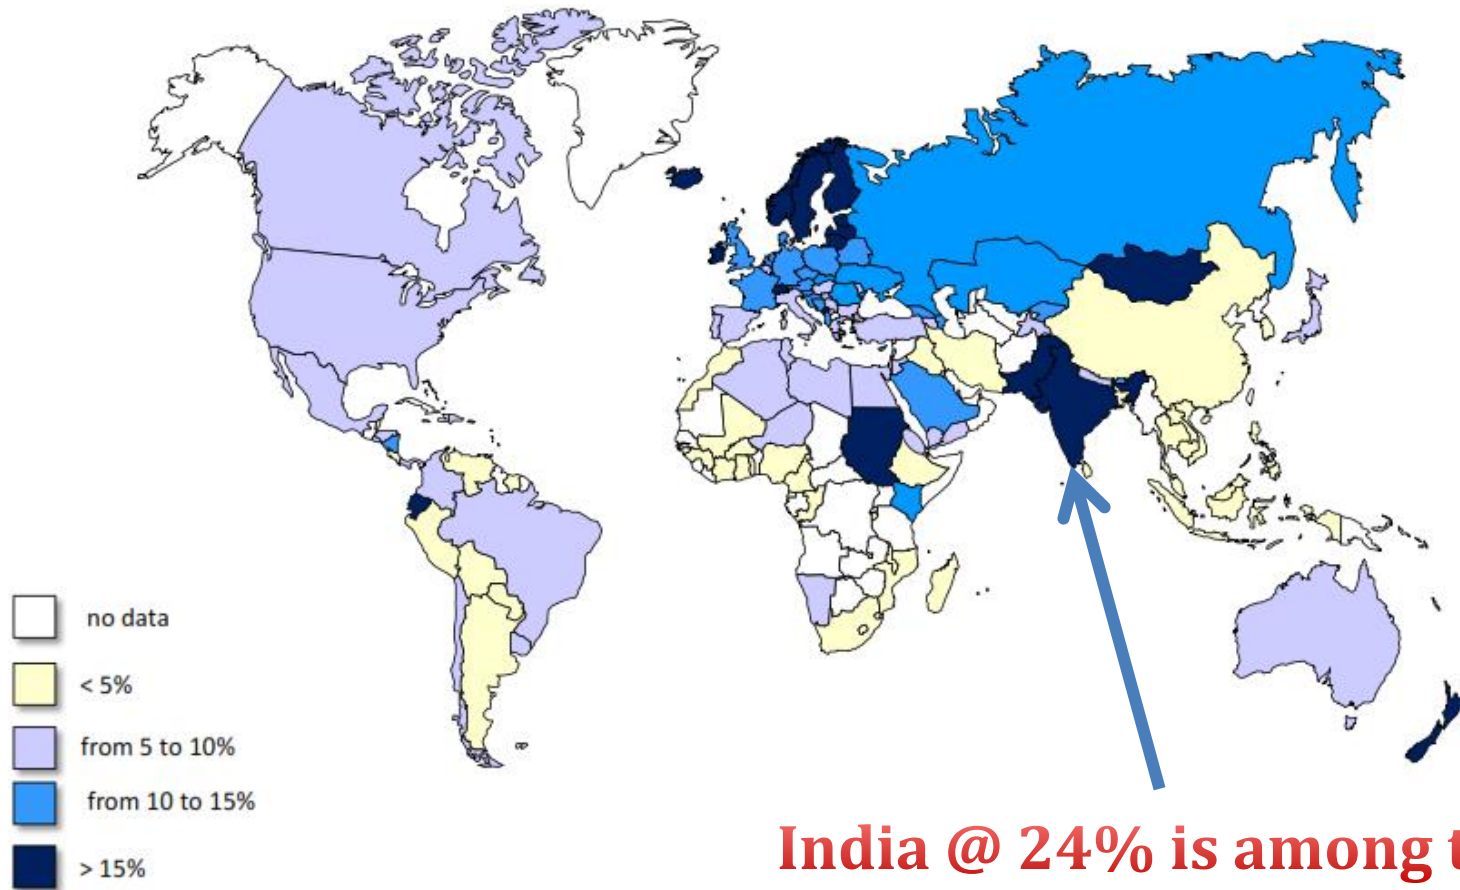 no data
< 5%
from 5 to 10%
from 10 to 15%
> 15%
India @ 24% is among